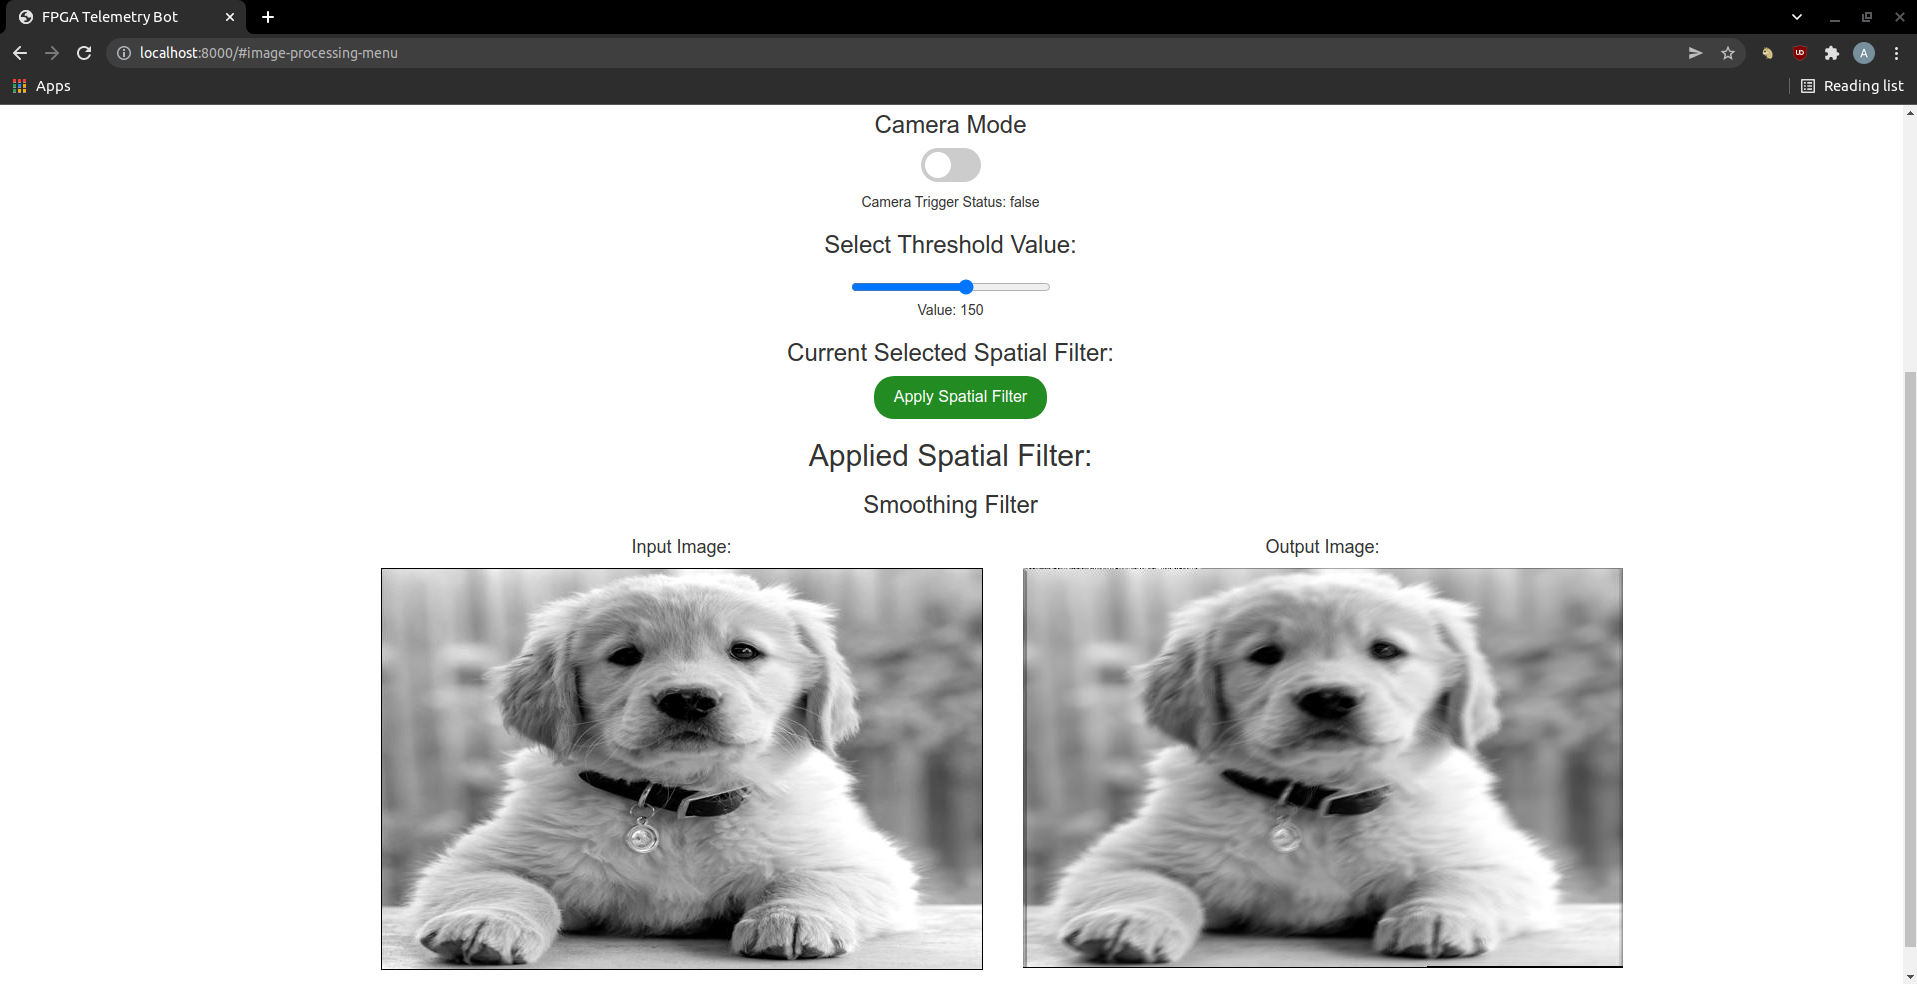 FPGA Telemetry Bot
localhost:8000/#image-processing-menu
A
Apps
Reading list
Camera Mode
Camera Trigger Status: false
Select Threshold Value:
Value: 150
Current Selected Spatial Filter:
Apply Spatial Filter
Applied Spatial Filter:
Smoothing Filter
Input Image:
Output Image: